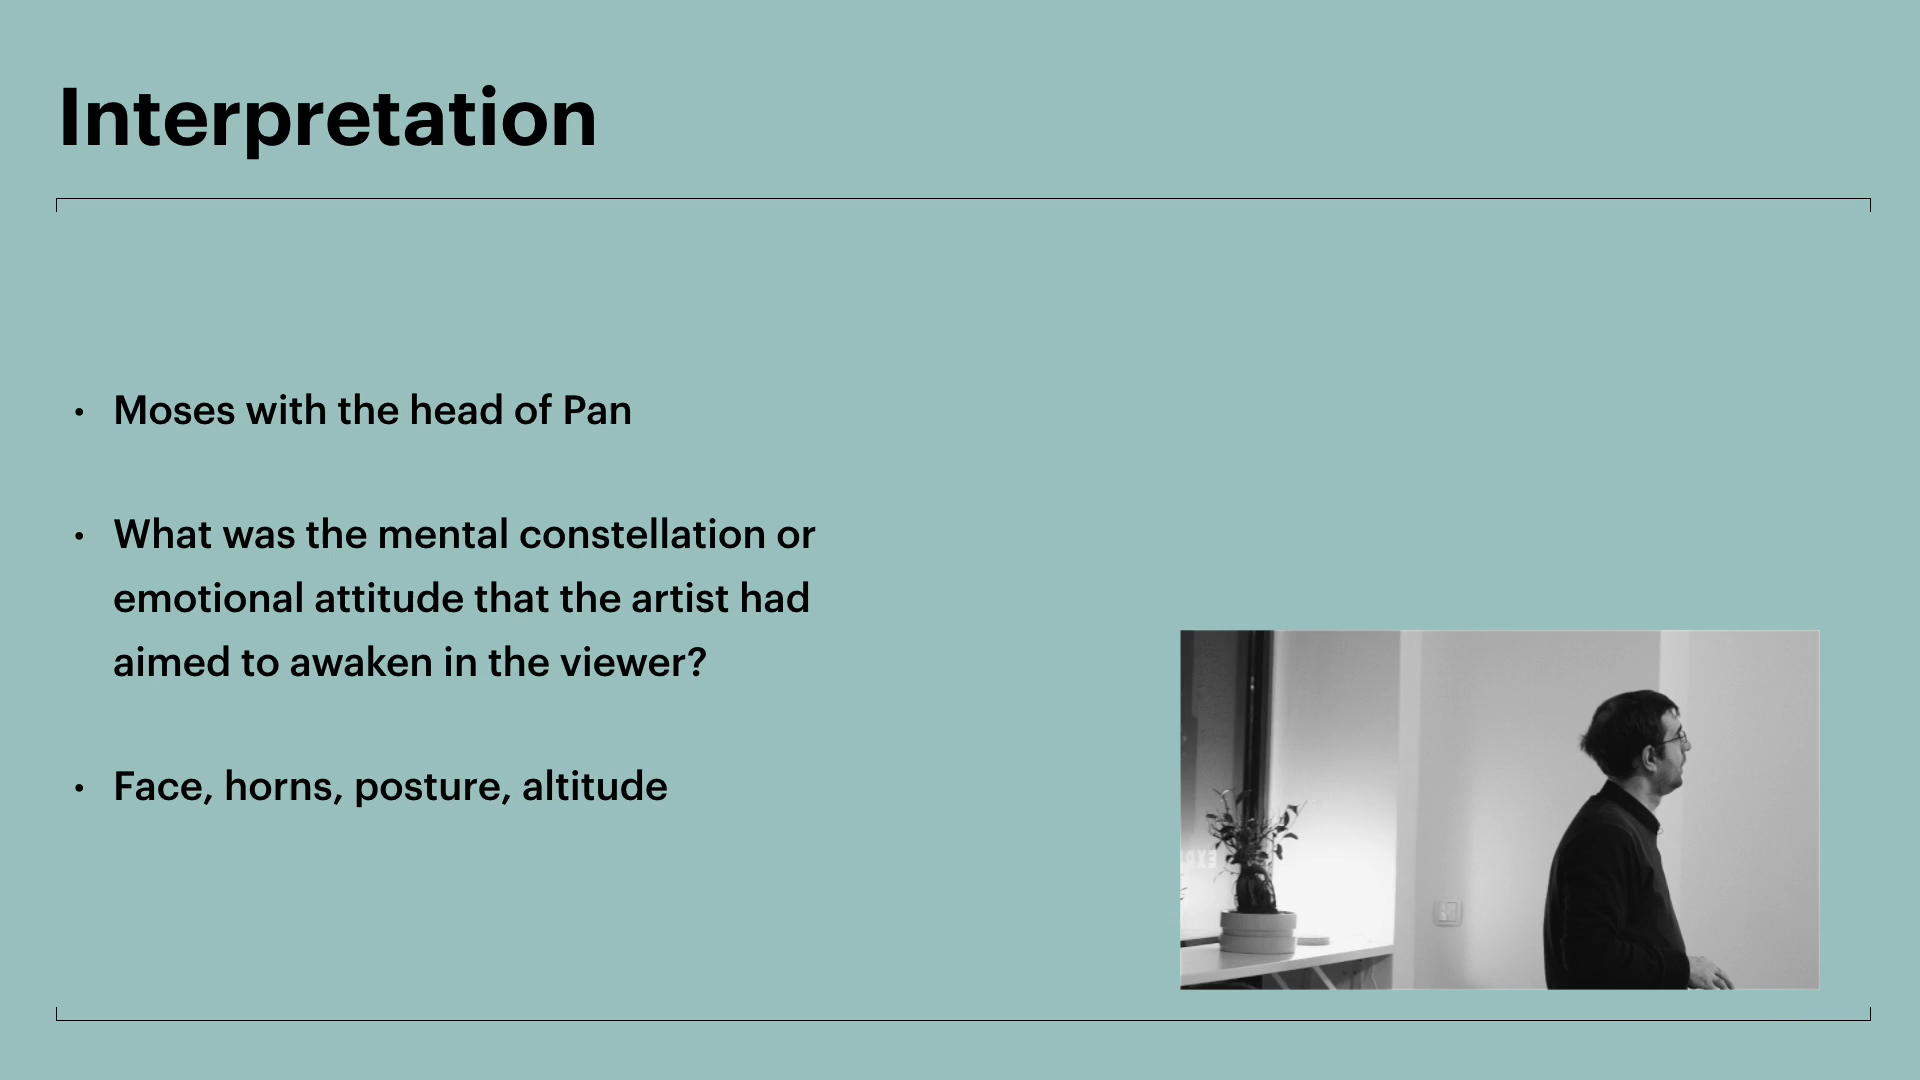 Interpretation
• Moses with the head of Pan
• What was the mental constellation or
emotional attitude that the artist had
aimed to awaken in the viewer?
• Face, horns, posture, altitude